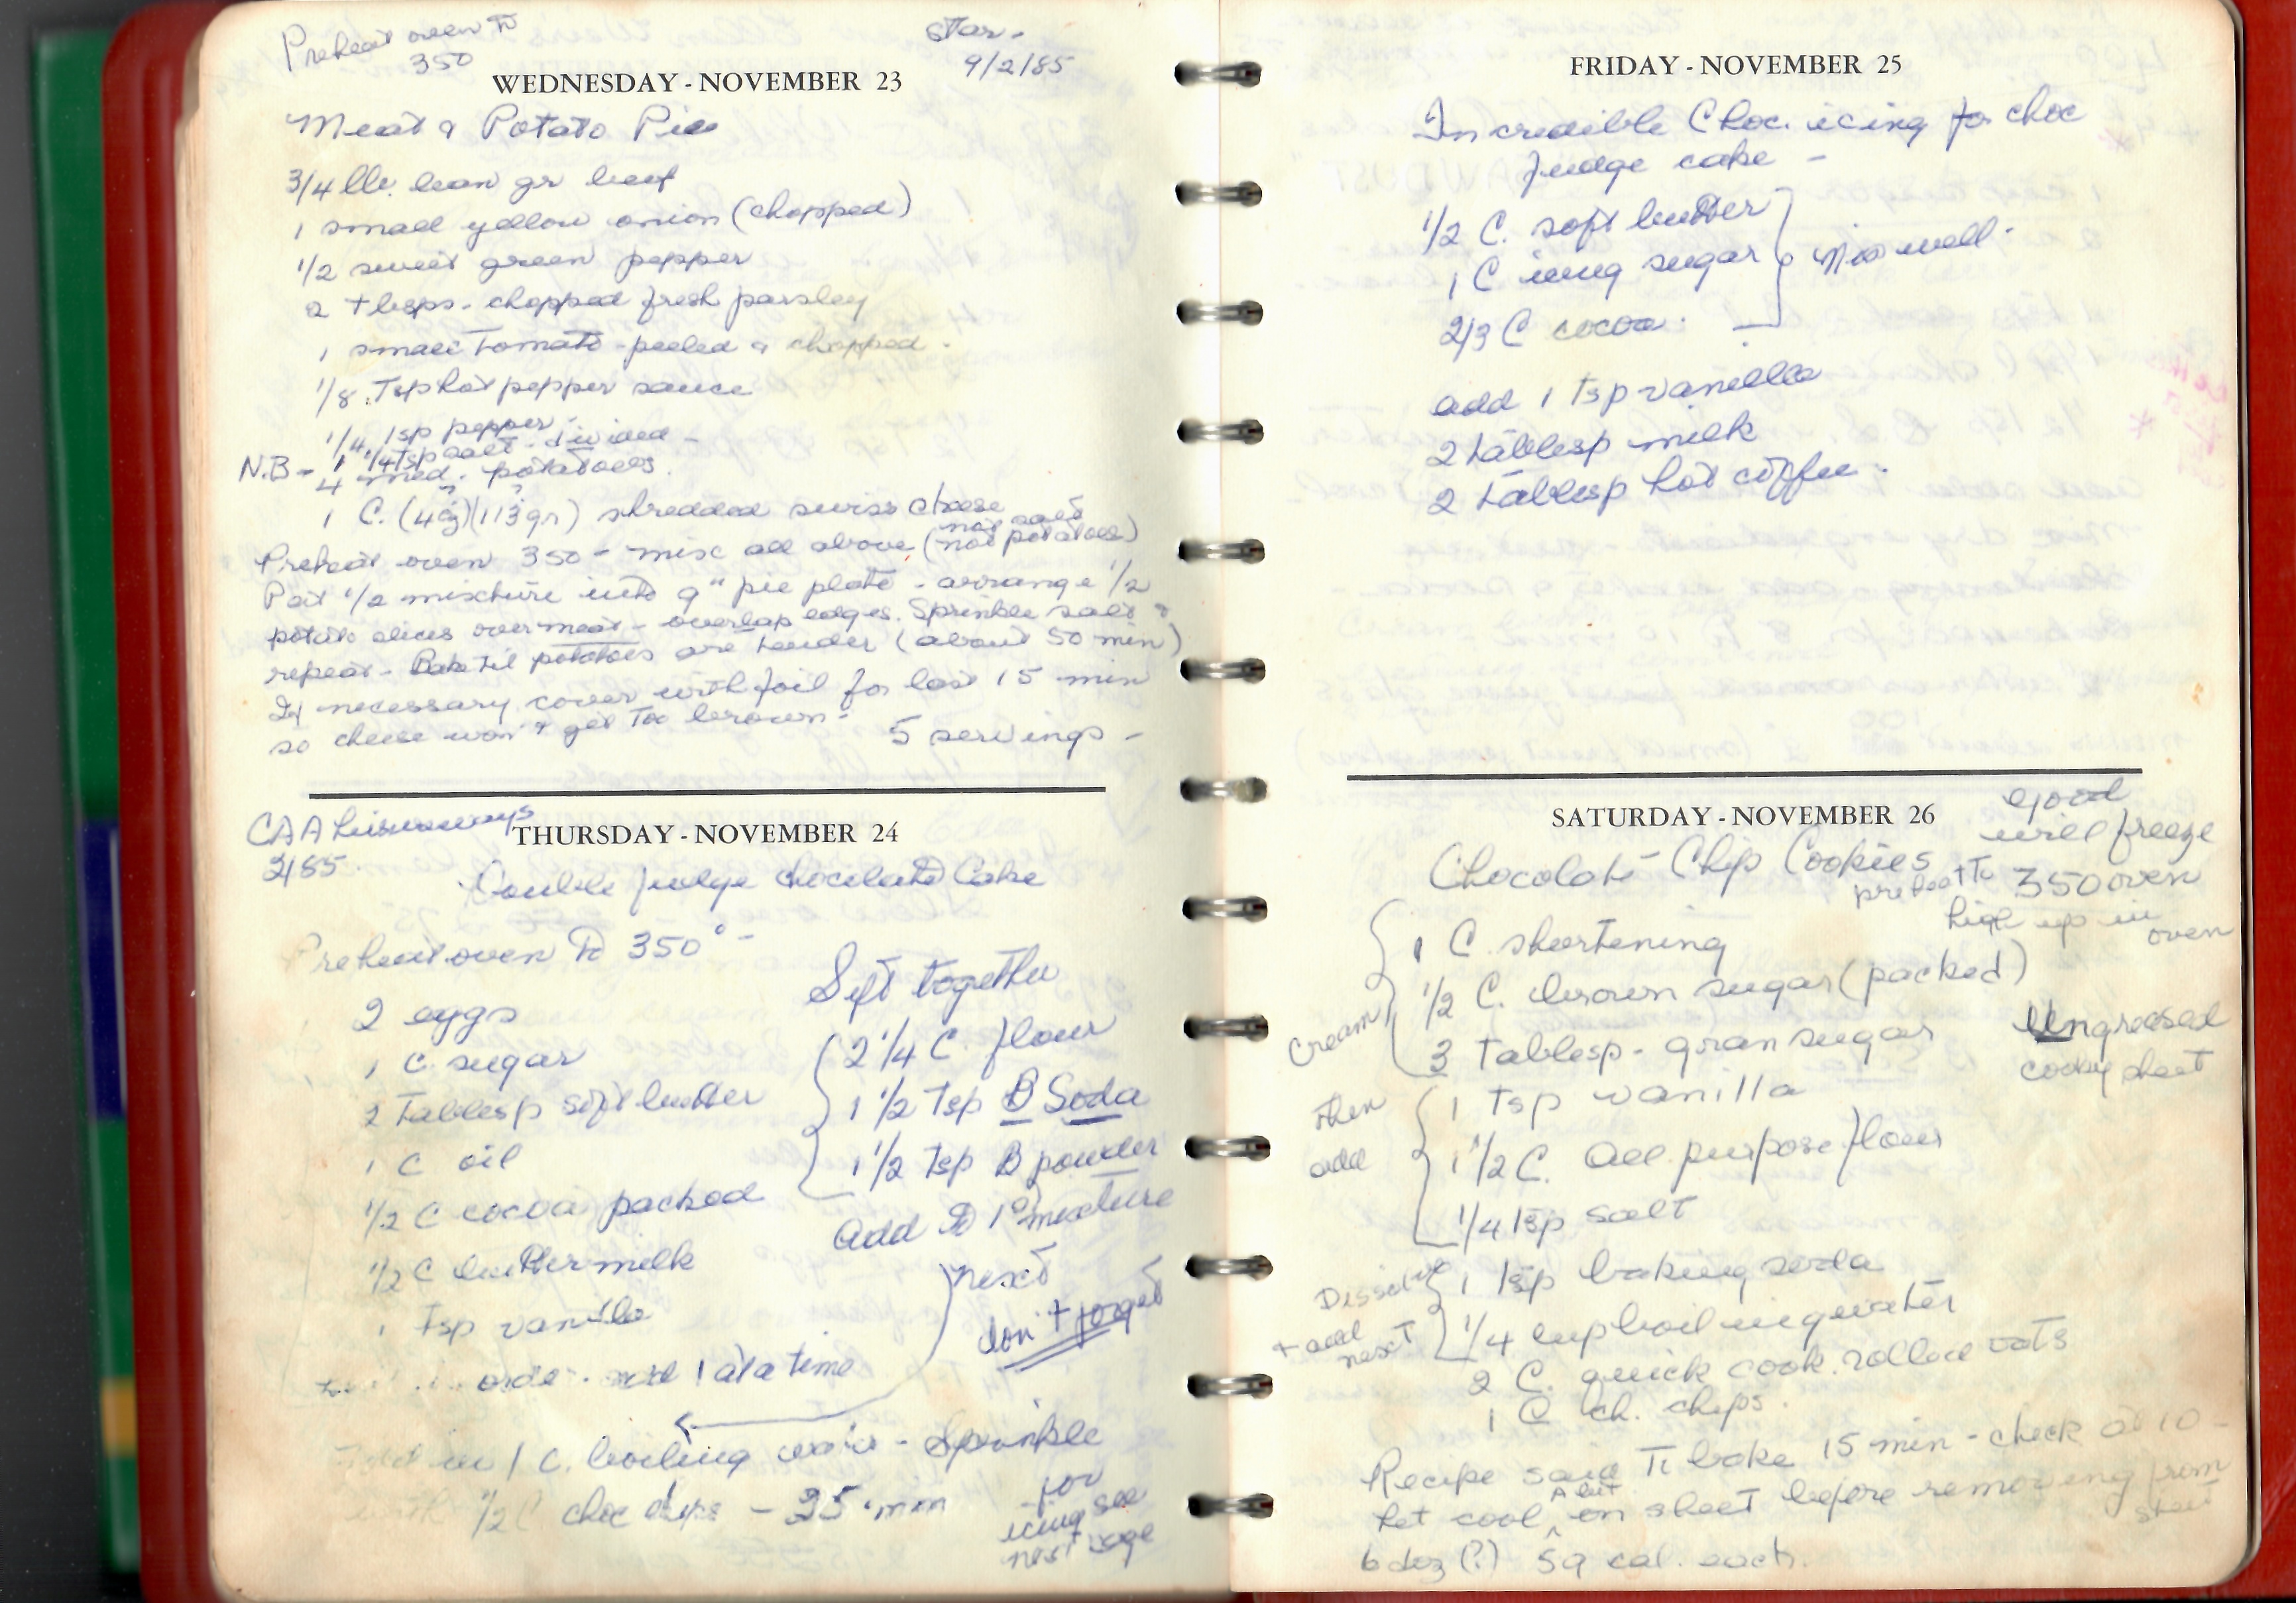 Preheat oven to
350
Star -
9/2/85
WEDNESDAY - NOVEMBER 23
Meat & Potato Pie
3/4 lb. lean gr beef
1 small yellow onion (chopped)
1/2 sweet green pepper
2 tbsps. chopped fresh parsley
1 small tomato - peeled & chopped.
1/8 Tsp hot pepper sauce
1/4 tsp pepper
1/4 Tsp salt - divided -
N.B - 4 med. potatoes.
1 C. (4oz)(113 gr) shredded swiss cheese
Preheat oven 350 - misc all above (not potatoes)
not salt
Pat 1/2 mixture into 9" pie plate - arrange 1/2
potato slices over meat - overlap edges. Sprinkle salt &
repeat - Bake til potatoes are tender (about 50 min)
If necessary cover with foil for last 15 min
so cheese won't get too brown.
5 servings -
CAA Leisureways
2/85.
THURSDAY - NOVEMBER 24
Double fudge chocolate Cake
Preheat oven to 350° -
2 eggs
1 C. sugar
2 Tablesp soft butter
1 C oil
1/2 C cocoa packed
1/2 C buttermilk
1 tsp vanilla
in order - 1 at a time
Sift together
2 1/4 C. flour
1 1/2 tsp B Soda
1 1/2 tsp B powder
Add to 1° mixture
next
don't forget
Add in 1 C. boiling water - Sprinkle
with 1/2 C choc chips - 35 min
for
icing see
next page
FRIDAY - NOVEMBER 25
Incredible Choc. icing for choc
fudge cake -
1/2 C. soft butter
1 C icing sugar
2/3 C cocoa.
Mix well.
add 1 tsp vanilla
2 tablesp milk
2 tablesp hot coffee.
SATURDAY - NOVEMBER 26
good
will freeze
Chocolate Chip Cookies
preheat to 350 oven
high up in
oven
1 C. shortening
1/2 C. brown sugar (packed)
3 tablesp - gran sugar
Cream
Ungreased
cooky sheet
then
add
1 tsp vanilla
1 1/2 C. all purpose flour
1/4 tsp salt
Dissolve
+ add
next
1 tsp baking soda
1/4 cup boiling water
2 C. quick cook. rolled oats
1 C ch. chips.
Recipe said to bake 15 min - check at 10 -
let cool a bit on sheet before removing from
sheet
6 doz (?) 59 cal. each.